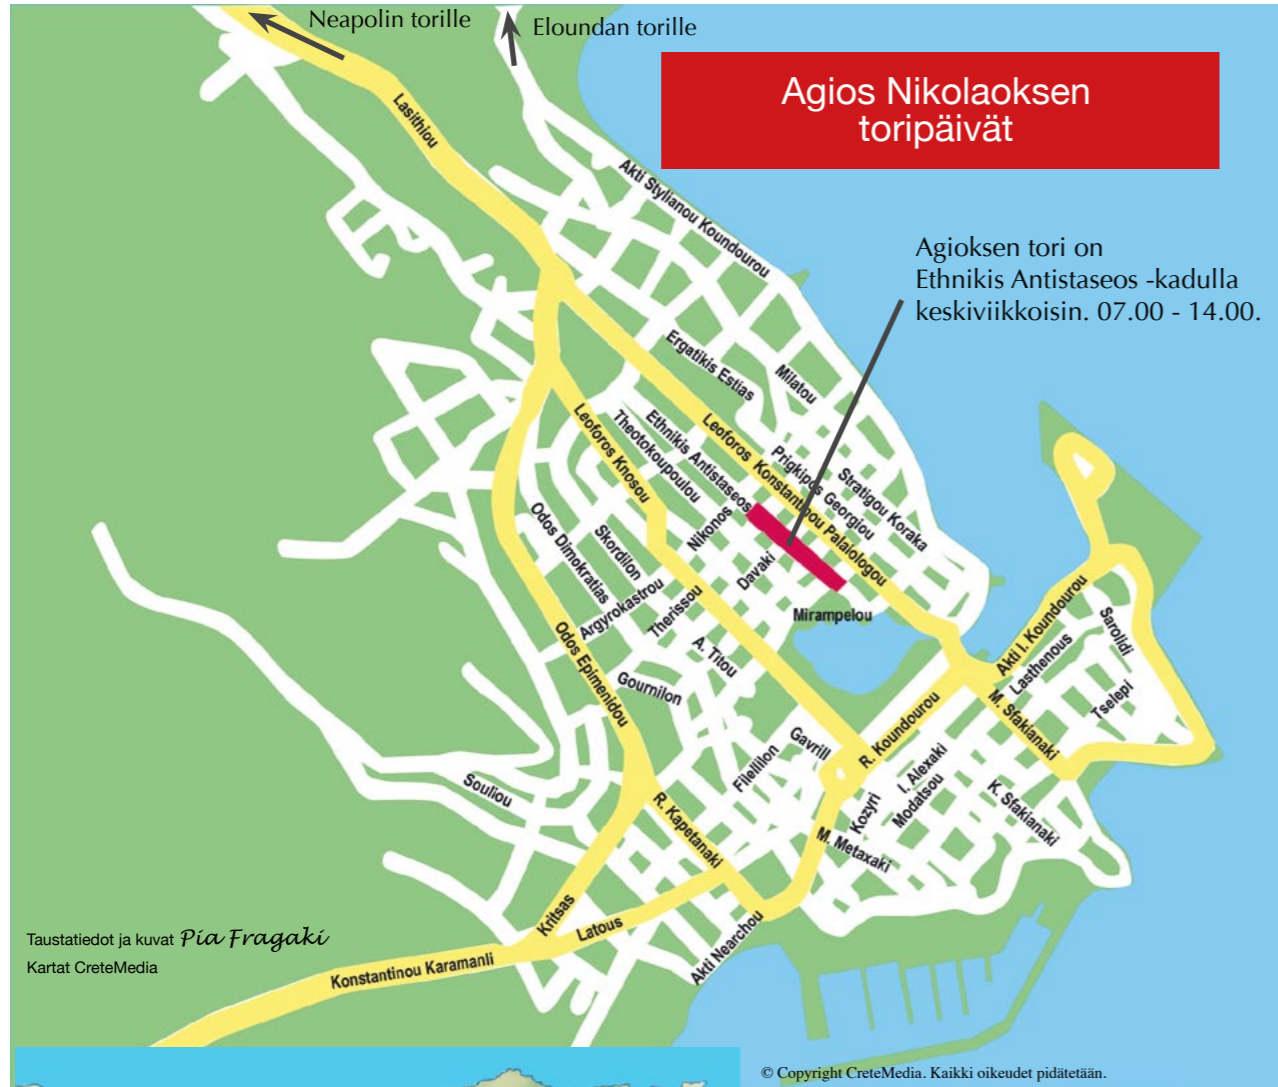 Neapolin torille
Eloundan torille
Agios Nikolaoksen
toripäivät
Lasithiou
Akti Stylianou Koundourou
Agioksen tori on
Ethnikis Antistaseos -kadulla
keskiviikkoisin. 07.00 - 14.00.
Ergatikis Estias
Milatou
Leoforos Knosou
Theotokoupoulou
Ethnikis Antistaseos
Leoforos Konstantinou Palaiologou
Prigkipos Georgiou
Stratigou Koraka
Odos Dimokratias
Skordilon
Nikonos
Davaki
Argyrokastrou
Therissou
Mirampelou
Odos Epimenidou
A. Titou
Gournilon
Akti I. Koundourou
Lasthenous
Sarolidi
Tselepi
M. Sfakianaki
R. Koundourou
Gavrill
Filellilon
I. Alexaki
Modatsou
Kozyri
K. Sfakianaki
M. Metaxaki
Souliou
R. Kapetanaki
Kritsas
Latous
Akti Nearchou
Konstantinou Karamanli
Taustatiedot ja kuvat Pia Fragaki
Kartat CreteMedia
© Copyright CreteMedia. Kaikki oikeudet pidätetään.